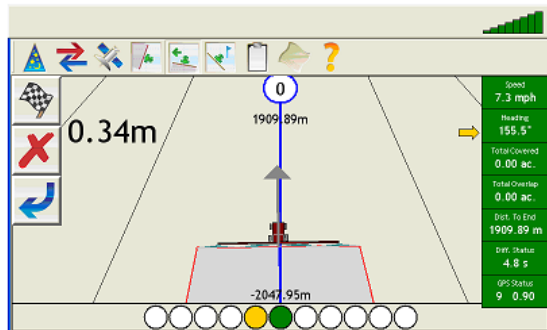 0
1909.89m
0.34m
-2047.95m
Speed
7.3 mph
Heading
155.5°
Total Covered
0.00 ac.
Total Overlap
0.00 ac.
Dist. To End
1909.89 m
Diff. Status
4.8 s
GPS Status
9 0.90